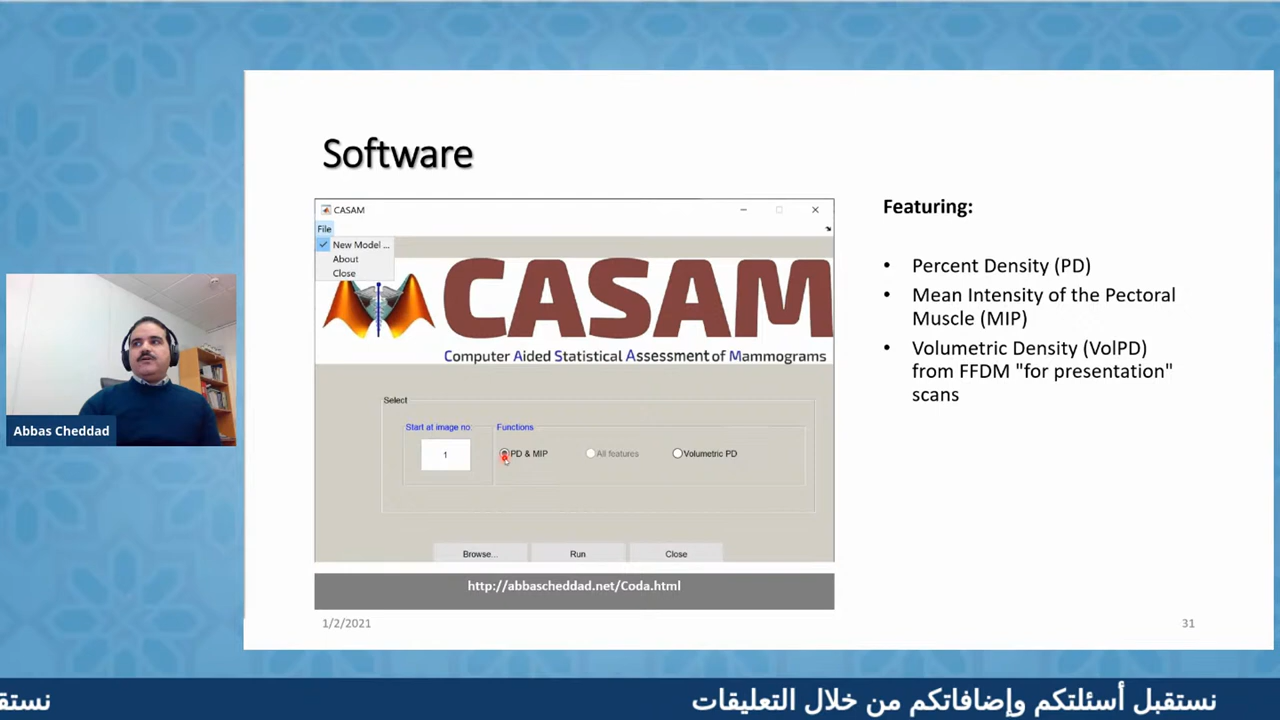 Software
CASAM
File
New Model ...
About
Close
CASAM
Computer Aided Statistical Assessment of Mammograms
Select
Start at image no:
Functions
1
PD & MIP
All features
Volumetric PD
Browse...
Run
Close
http://abbascheddad.net/Coda.html
1/2/2021
31
Featuring:
• Percent Density (PD)
• Mean Intensity of the Pectoral
Muscle (MIP)
• Volumetric Density (VolPD)
from FFDM "for presentation"
scans
Abbas Cheddad
نستقبل أسئلتكم وإضافاتكم من خلال التعليقات